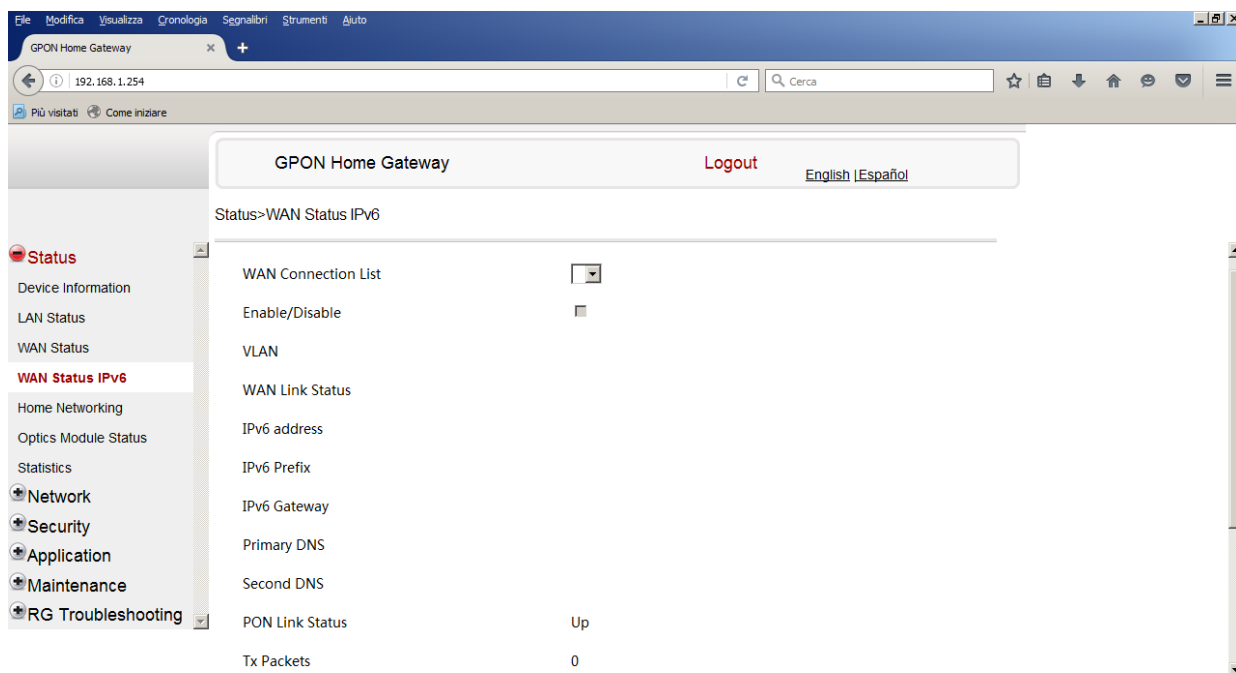 File Modifica Visualizza Cronologia Segnalibri Strumenti Aiuto
GPON Home Gateway
192.168.1.254
Cerca
Più visitati Come iniziare
GPON Home Gateway Logout English | Español
Status>WAN Status IPv6
Status
Device Information
LAN Status
WAN Status
WAN Status IPv6
Home Networking
Optics Module Status
Statistics
Network
Security
Application
Maintenance
RG Troubleshooting
WAN Connection List
Enable/Disable
VLAN
WAN Link Status
IPv6 address
IPv6 Prefix
IPv6 Gateway
Primary DNS
Second DNS
PON Link Status Up
Tx Packets 0